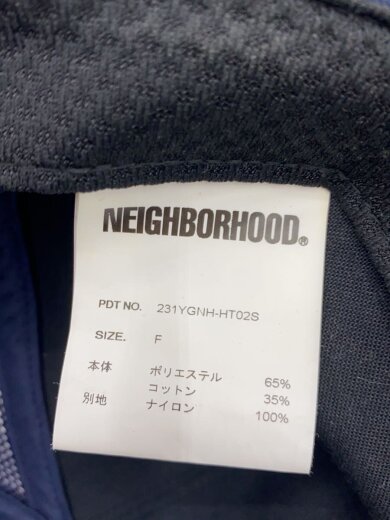 NEIGHBORHOOD®
PDT NO. 231YGNH-HT02S
SIZE. F
本体 ポリエステル 65%
コットン 35%
別地 ナイロン 100%